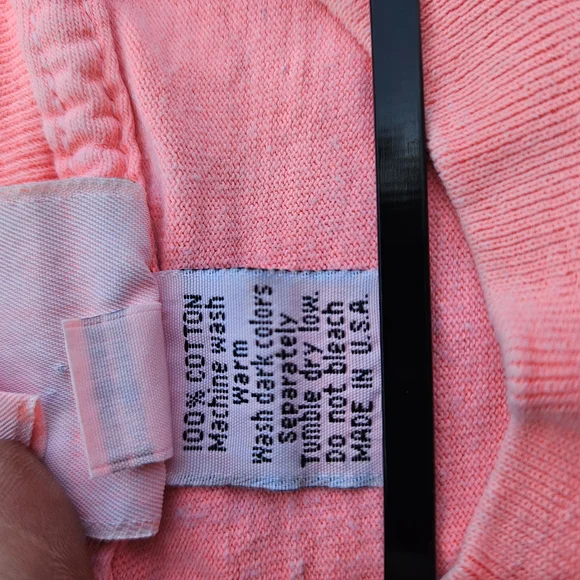 100% COTTON
Machine wash
warm
Wash dark colors
Separately
Tumble dry low.
Do not bleach
MADE IN U.S.A.